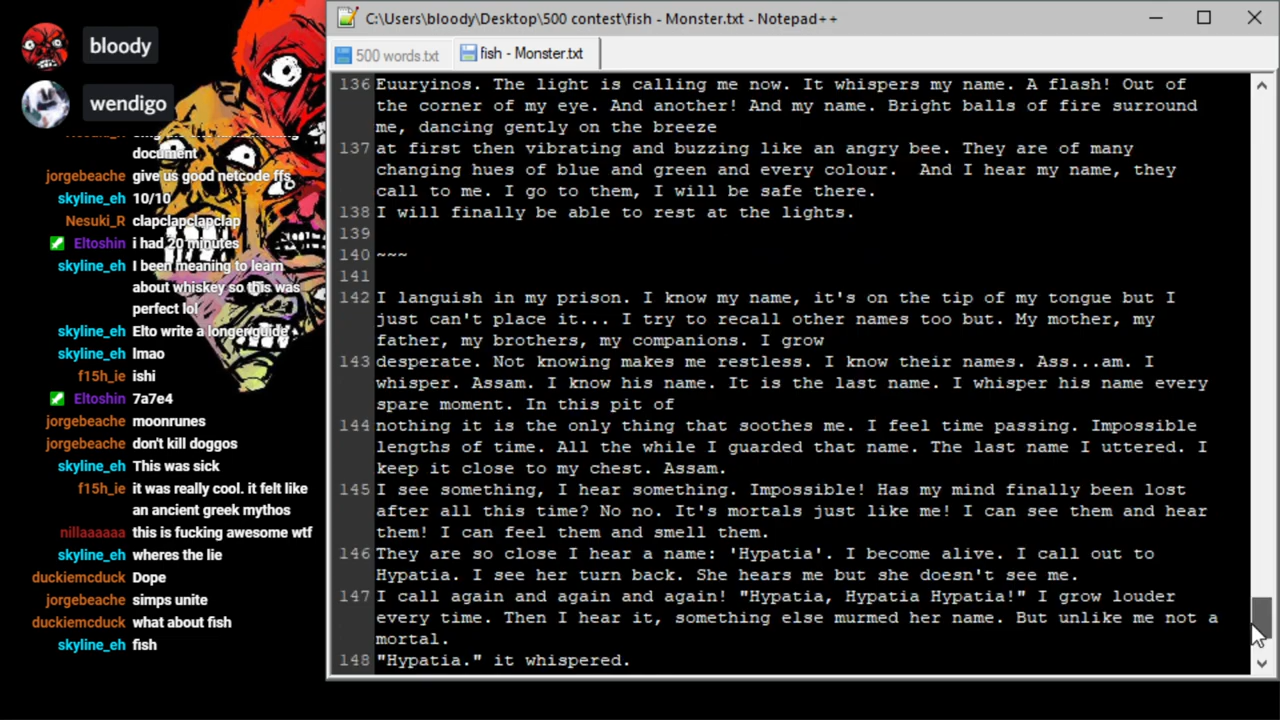 bloody
wendigo
document
jorgebeache give us good netcode ffs
skyline_eh 10/10
Nesuki_R clapclapclapclap
Eltoshin i had 20 minutes
skyline_eh I been meaning to learn
about whiskey so this was
perfect lol
skyline_eh Elto write a longer guide
skyline_eh lmao
f15h_ie ishi
Eltoshin 7a7e4
jorgebeache moonrunes
jorgebeache don't kill doggos
skyline_eh This was sick
f15h_ie it was really cool. it felt like
an ancient greek mythos
nillaaaaaa this is fucking awesome wtf
skyline_eh wheres the lie
duckiemcduck Dope
jorgebeache simps unite
duckiemcduck what about fish
skyline_eh fish
C:\Users\bloody\Desktop\500 contest\fish - Monster.txt - Notepad++
500 words.txt fish - Monster.txt
136 Euuryinos. The light is calling me now. It whispers my name. A flash! Out of
the corner of my eye. And another! And my name. Bright balls of fire surround
me, dancing gently on the breeze
137 at first then vibrating and buzzing like an angry bee. They are of many
changing hues of blue and green and every colour.  And I hear my name, they
call to me. I go to them, I will be safe there.
138 I will finally be able to rest at the lights.
139
140 ~~~
141
142 I languish in my prison. I know my name, it's on the tip of my tongue but I
just can't place it... I try to recall other names too but. My mother, my
father, my brothers, my companions. I grow
143 desperate. Not knowing makes me restless. I know their names. Ass...am. I
whisper. Assam. I know his name. It is the last name. I whisper his name every
spare moment. In this pit of
144 nothing it is the only thing that soothes me. I feel time passing. Impossible
lengths of time. All the while I guarded that name. The last name I uttered. I
keep it close to my chest. Assam.
145 I see something, I hear something. Impossible! Has my mind finally been lost
after all this time? No no. It's mortals just like me! I can see them and hear
them! I can feel them and smell them.
146 They are so close I hear a name: 'Hypatia'. I become alive. I call out to
Hypatia. I see her turn back. She hears me but she doesn't see me.
147 I call again and again and again! "Hypatia, Hypatia Hypatia!" I grow louder
every time. Then I hear it, something else murmed her name. But unlike me not a
mortal.
148 "Hypatia." it whispered.